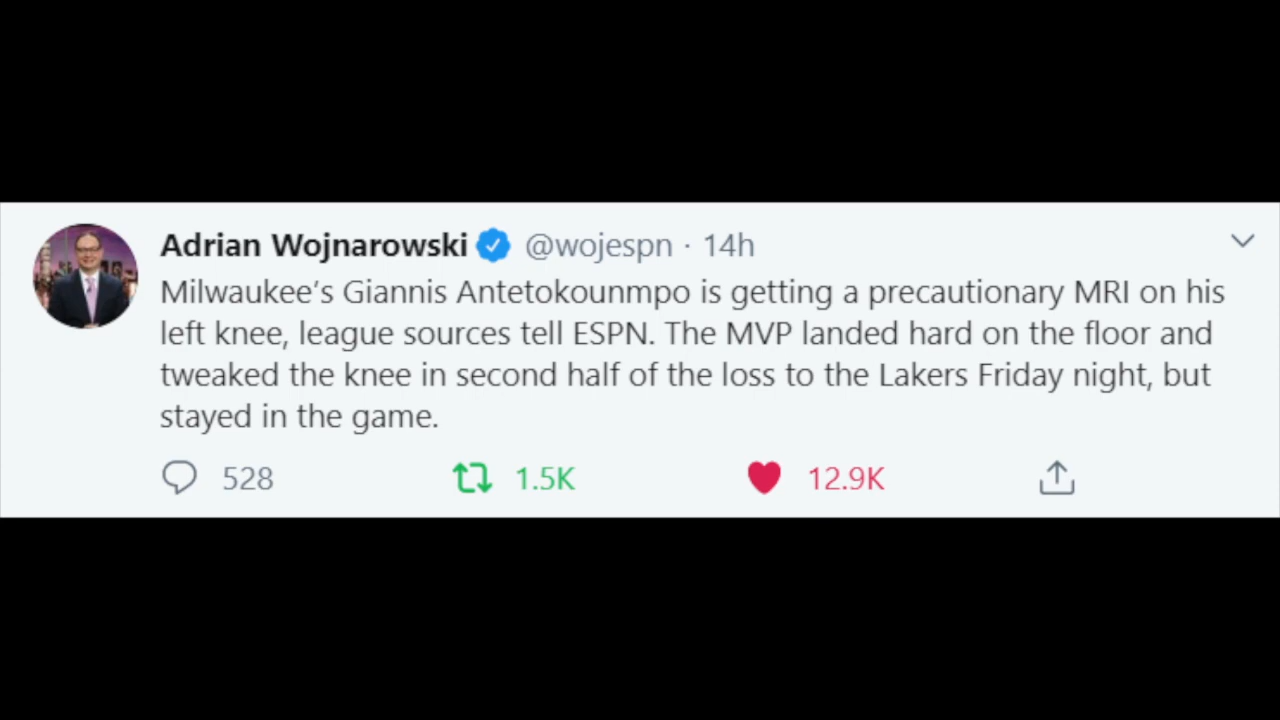 Adrian Wojnarowski @wojespn · 14h
Milwaukee’s Giannis Antetokounmpo is getting a precautionary MRI on his
left knee, league sources tell ESPN. The MVP landed hard on the floor and
tweaked the knee in second half of the loss to the Lakers Friday night, but
stayed in the game.
528 1.5K 12.9K